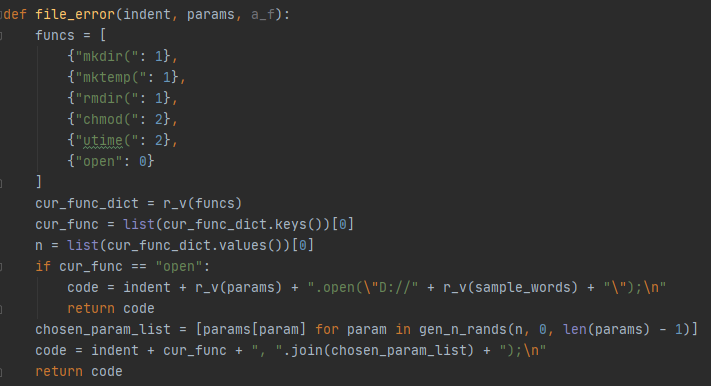 def file_error(indent, params, a_f):
    funcs = [
        {"mkdir(": 1},
        {"mktemp(": 1},
        {"rmdir(": 1},
        {"chmod(": 2},
        {"utime(": 2},
        {"open": 0}
    ]
    cur_func_dict = r_v(funcs)
    cur_func = list(cur_func_dict.keys())[0]
    n = list(cur_func_dict.values())[0]
    if cur_func == "open":
        code = indent + r_v(params) + ".open(\"D://" + r_v(sample_words) + "\");\n"
        return code
    chosen_param_list = [params[param] for param in gen_n_rands(n, 0, len(params) - 1)]
    code = indent + cur_func + ", ".join(chosen_param_list) + ");\n"
    return code